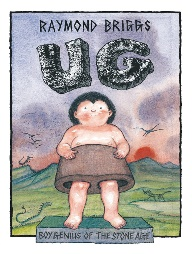 RAYMOND BRIGGS
UG
BOY GENIUS OF THE STONE AGE